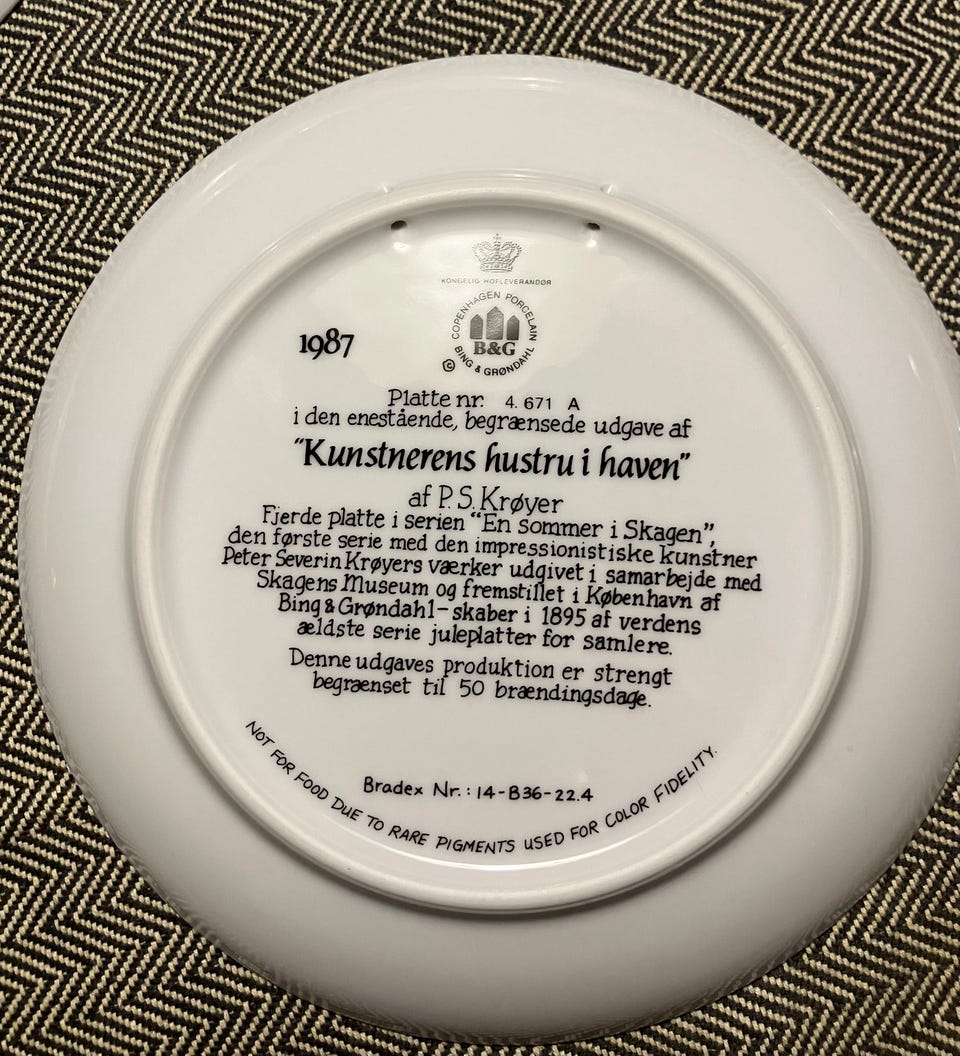 KONGELIG HOFLEVERANDØR
COPENHAGEN PORCELAIN
B&G
© BING & GRØNDAHL
1987
Platte nr. 4.671 A
i den enestående, begrænsede udgave af
"Kunstnerens hustru i haven"
af P. S. Krøyer
Fjerde platte i serien "En sommer i Skagen",
den første serie med den impressionistiske kunstner
Peter Severin Krøyers værker udgivet i samarbejde med
Skagens Museum og fremstillet i København af
Bing & Grøndahl – skaber i 1895 af verdens
ældste serie juleplatter for samlere.
Denne udgaves produktion er strengt
begrænset til 50 brændingsdage.
Bradex Nr.: 14-B36-22.4
NOT FOR FOOD DUE TO RARE PIGMENTS USED FOR COLOR FIDELITY.